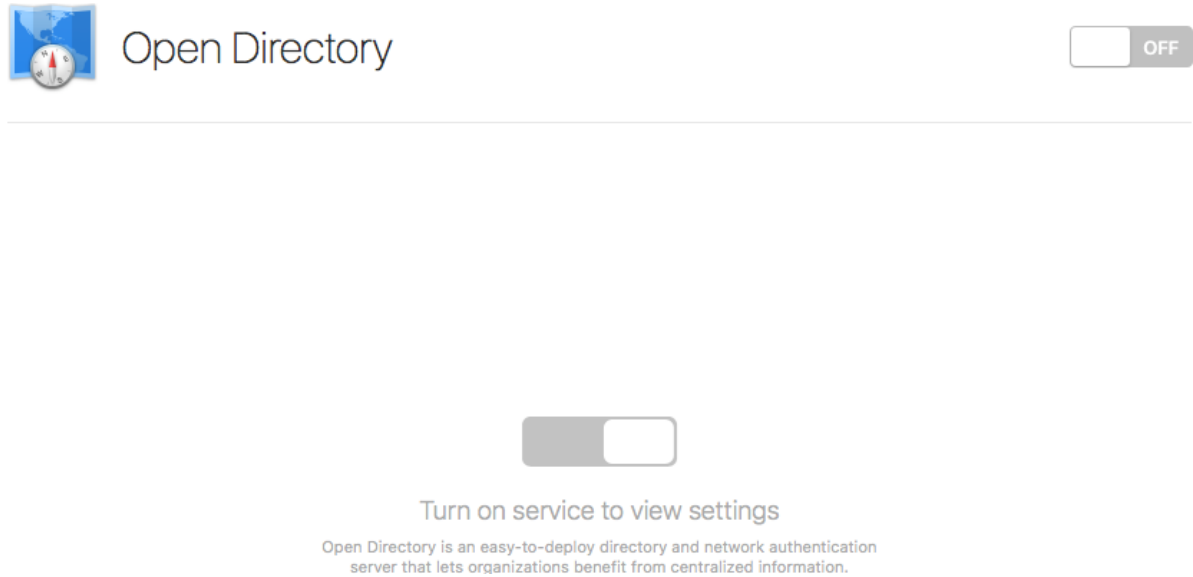 Open Directory
OFF
Turn on service to view settings
Open Directory is an easy-to-deploy directory and network authentication
server that lets organizations benefit from centralized information.